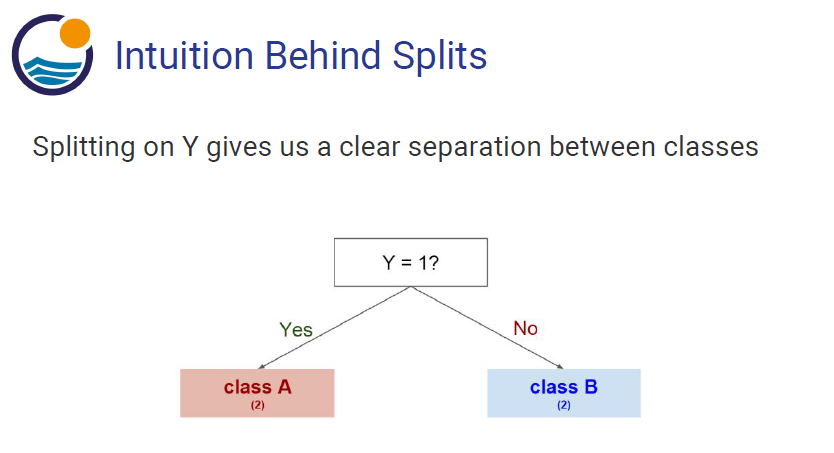 Intuition Behind Splits
Splitting on Y gives us a clear separation between classes
Y = 1?
Yes
No
class A
(2)
class B
(2)